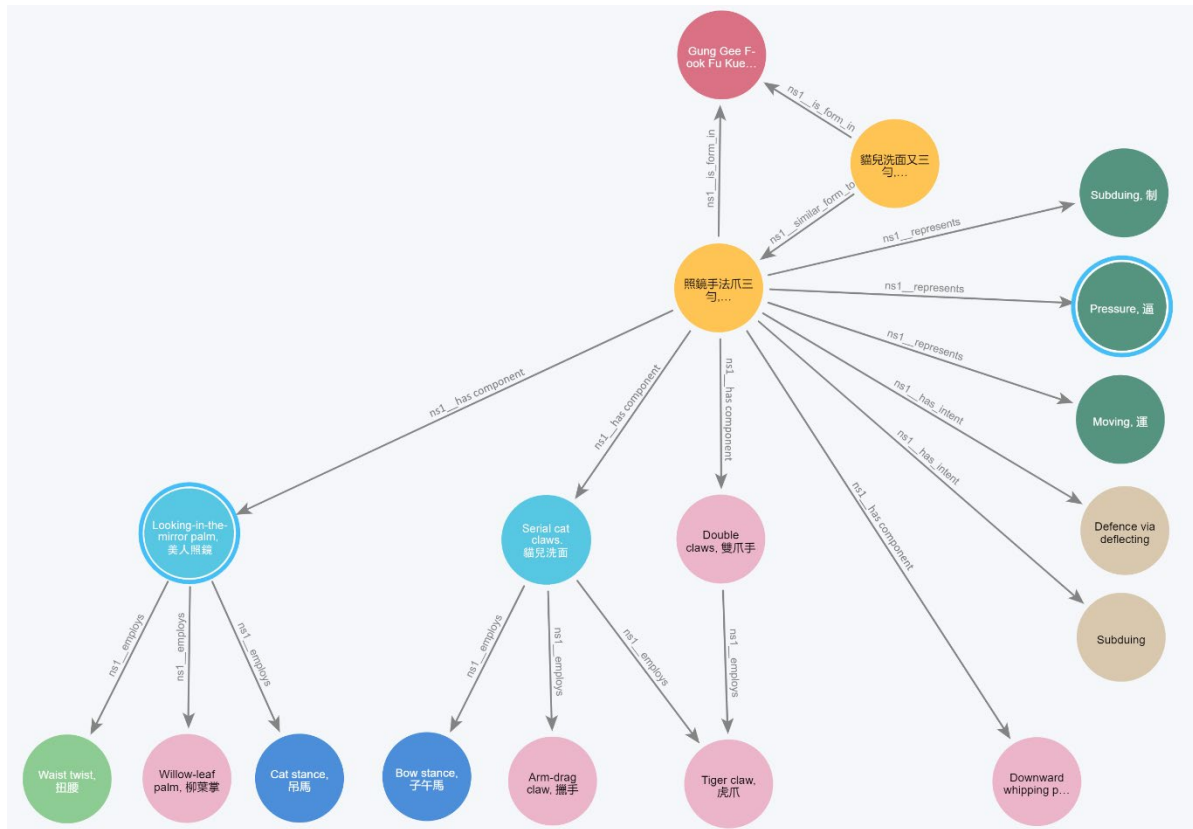 Gung Gee F-
ook Fu Kue...
ns1__is_form_in
ns1__is_form_in
貓兒洗面又三
勻,...
ns1__similar_form_to
Subduing, 制
ns1__represents
照鏡手法爪三
勻,...
ns1__represents
Pressure, 逼
ns1__represents
Moving, 運
ns1__has_intent
ns1__has_intent
ns1__has component
ns1__has component
ns1__has component
ns1__has component
Defence via
deflecting
Subduing
Looking-in-the-
mirror palm,
美人照鏡
Serial cat
claws.
貓兒洗面
Double
claws, 雙爪手
ns1__employs
ns1__employs
ns1__employs
ns1__employs
ns1__employs
ns1__employs
ns1__employs
Waist twist,
扭腰
Willow-leaf
palm, 柳葉掌
Cat stance,
吊馬
Bow stance,
子午馬
Arm-drag
claw, 擸手
Tiger claw,
虎爪
Downward
whipping p...